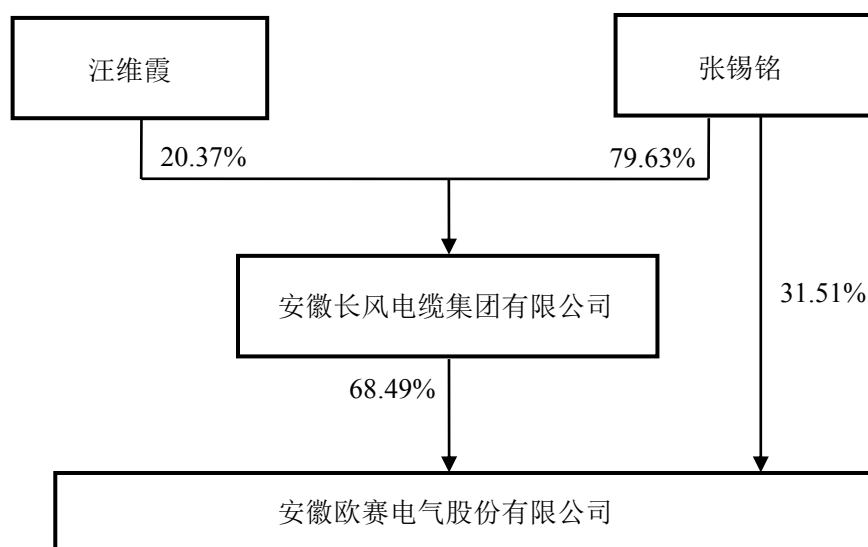 汪维霞
张锡铭
20.37%
79.63%
安徽长风电缆集团有限公司
31.51%
68.49%
安徽欧赛电气股份有限公司